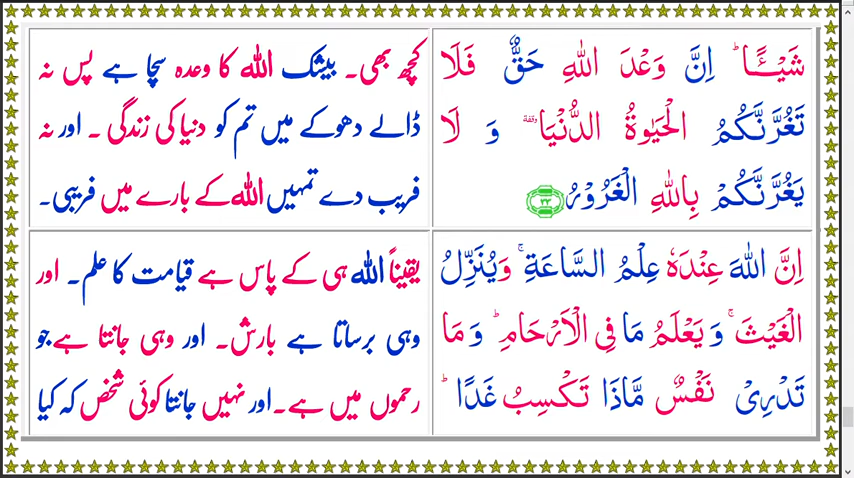 شَيْـــًٔا ؕ اِنَّ وَعْدَ اللّٰهِ حَقٌّ فَلَا
تَغُرَّنَّكُمُ الْحَيٰوةُ الدُّنْيَا وقفة وَ لَا
يَغُرَّنَّكُمْ بِاللّٰهِ الْغَرُوْرُ ۳۳
کچھ بھی۔ بیشک اللہ کا وعدہ سچا ہے پس نہ
ڈالے دھوکے میں تم کو دنیا کی زندگی ۔ اور نہ
فریب دے تمہیں اللہ کے بارے میں فریبی۔
اِنَّ اللّٰهَ عِنْدَهٗ عِلْمُ السَّاعَةِ ۚ وَيُنَزِّلُ
الْغَيْثَ ۚ وَ يَعْلَمُ مَا فِى الْاَرْحَامِ ؕ وَ مَا
تَدْرِىْ نَفْسٌ مَّاذَا تَكْسِبُ غَدًا ؕ
یقیناً اللہ ہی کے پاس ہے قیامت کا علم۔ اور
وہی برساتا ہے بارش۔ اور وہی جانتا ہے جو
رحموں میں ہے۔ اور نہیں جانتا کوئی شخص کہ کیا